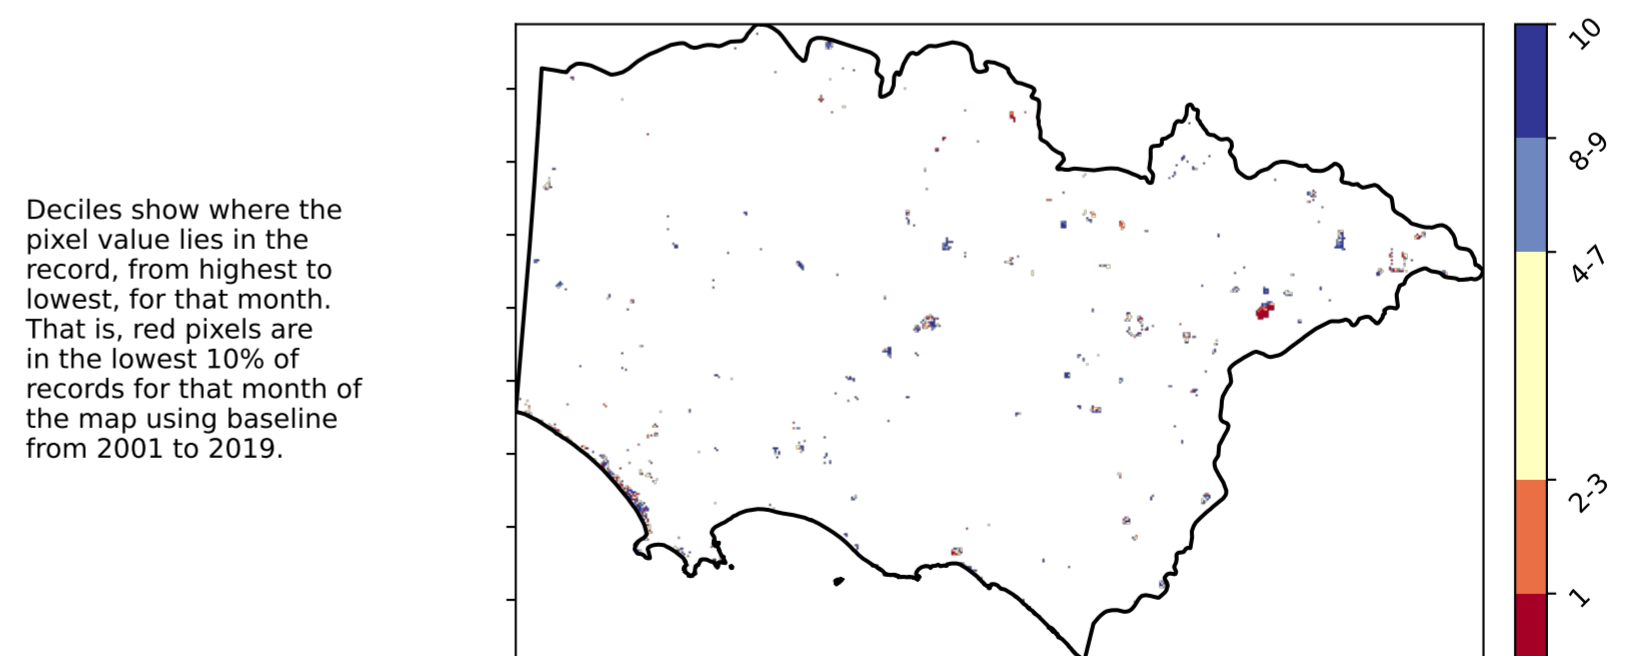 Deciles show where the
pixel value lies in the
record, from highest to
lowest, for that month.
That is, red pixels are
in the lowest 10% of
records for that month of
the map using baseline
from 2001 to 2019.
10
8-9
4-7
2-3
1